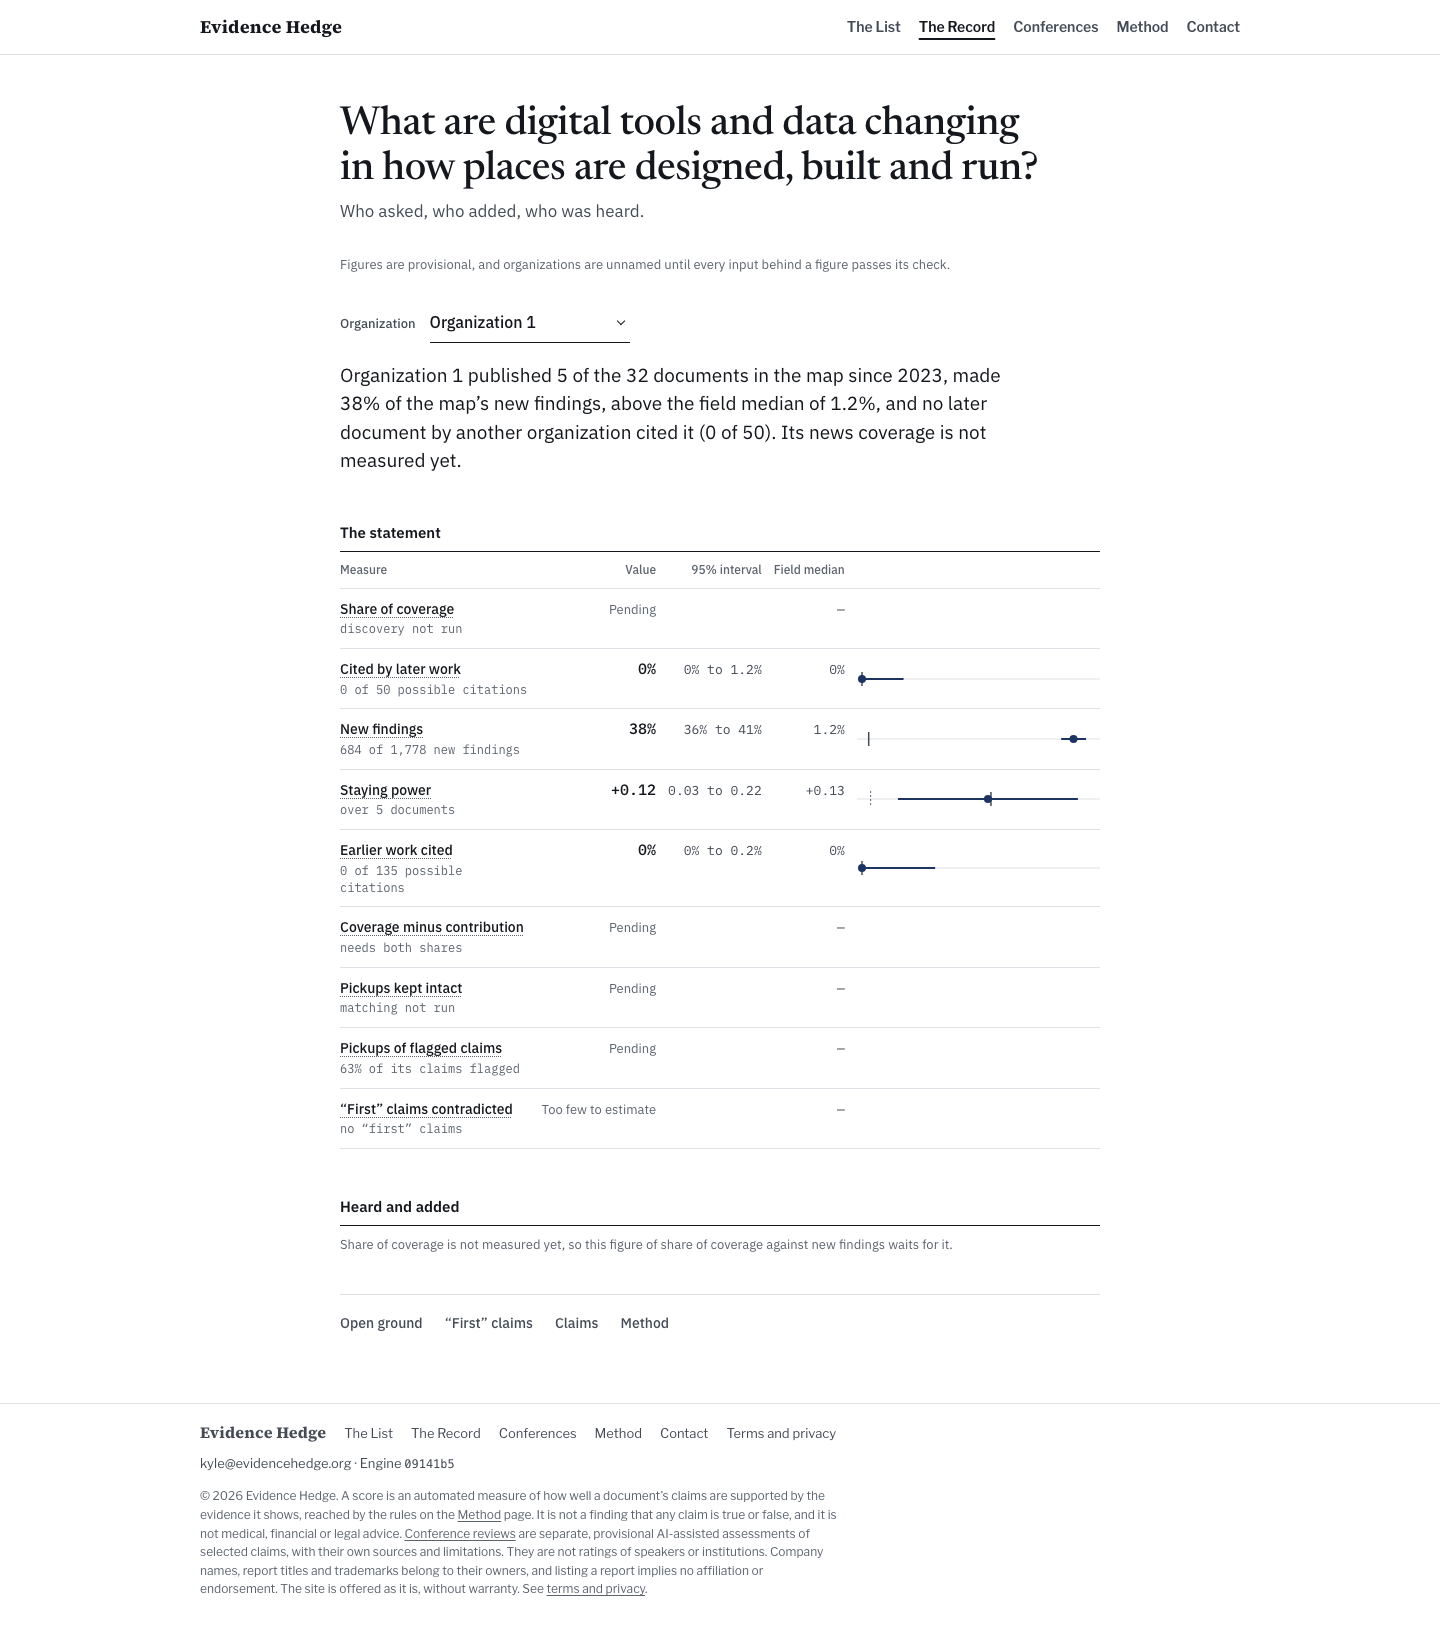 Evidence Hedge
The List The Record Conferences Method Contact
What are digital tools and data changing
in how places are designed, built and run?
Who asked, who added, who was heard.
Figures are provisional, and organizations are unnamed until every input behind a figure passes its check.
Organization Organization 1
Organization 1 published 5 of the 32 documents in the map since 2023, made
38% of the map’s new findings, above the field median of 1.2%, and no later
document by another organization cited it (0 of 50). Its news coverage is not
measured yet.
The statement
Measure Value 95% interval Field median
Share of coverage Pending –
discovery not run
Cited by later work 0% 0% to 1.2% 0%
0 of 50 possible citations
New findings 38% 36% to 41% 1.2%
684 of 1,778 new findings
Staying power +0.12 0.03 to 0.22 +0.13
over 5 documents
Earlier work cited 0% 0% to 0.2% 0%
0 of 135 possible
citations
Coverage minus contribution Pending –
needs both shares
Pickups kept intact Pending –
matching not run
Pickups of flagged claims Pending –
63% of its claims flagged
“First” claims contradicted Too few to estimate –
no “first” claims
Heard and added
Share of coverage is not measured yet, so this figure of share of coverage against new findings waits for it.
Open ground “First” claims Claims Method
Evidence Hedge The List The Record Conferences Method Contact Terms and privacy
kyle@evidencehedge.org · Engine 09141b5
© 2026 Evidence Hedge. A score is an automated measure of how well a document’s claims are supported by the
evidence it shows, reached by the rules on the Method page. It is not a finding that any claim is true or false, and it is
not medical, financial or legal advice. Conference reviews are separate, provisional AI-assisted assessments of
selected claims, with their own sources and limitations. They are not ratings of speakers or institutions. Company
names, report titles and trademarks belong to their owners, and listing a report implies no affiliation or
endorsement. The site is offered as it is, without warranty. See terms and privacy.